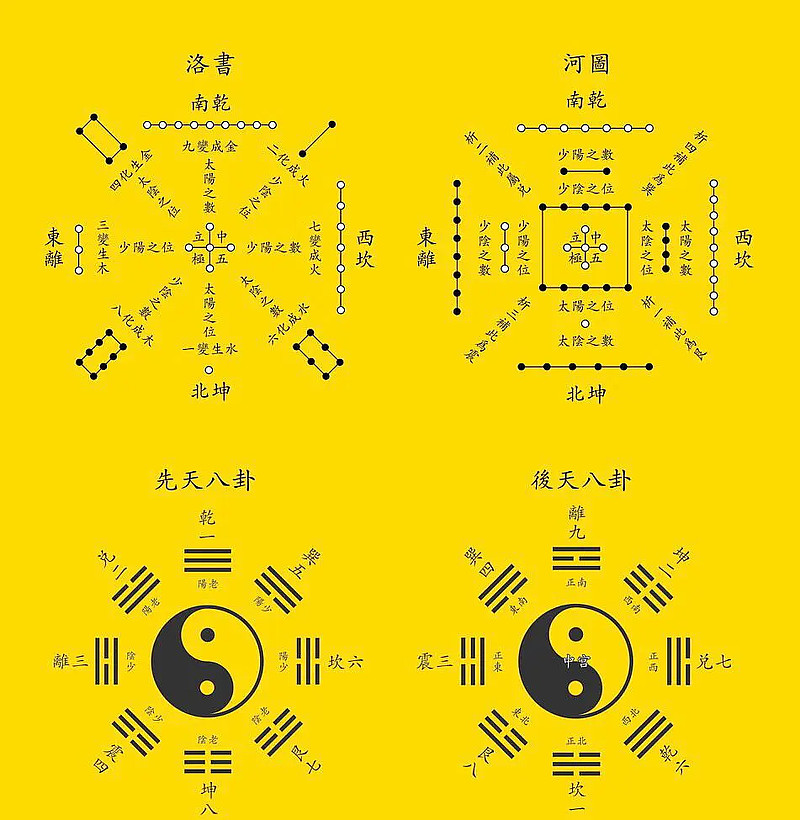 洛書
南乾
九變成金
太陽之數
二化成火
少陰之位
四化生金
太陰之位
東離
三變生木
少陽之位
立極
中五
少陽之數
七變成火
西坎
少陰之數
八化成木
太陽之位
太陰之數
六化成水
一變生水
北坤
河圖
南乾
少陽之數
少陰之位
析二補此爲兌
析四補此爲巽
東離
少陰之數
少陽之位
立極
中五
太陰之位
太陽之數
西坎
太陽之位
太陰之數
析三補此爲震
析一補此爲艮
北坤
先天八卦
乾一
陽老
兌二
陽老
巽五
陽少
離三
陰少
陽少
坎六
震四
陰少
陰老
艮七
陰老
坤八
後天八卦
離九
正南
巽四
東南
坤二
西南
震三
正東
中宮
正西
兌七
艮八
東北
西北
乾六
正北
坎一